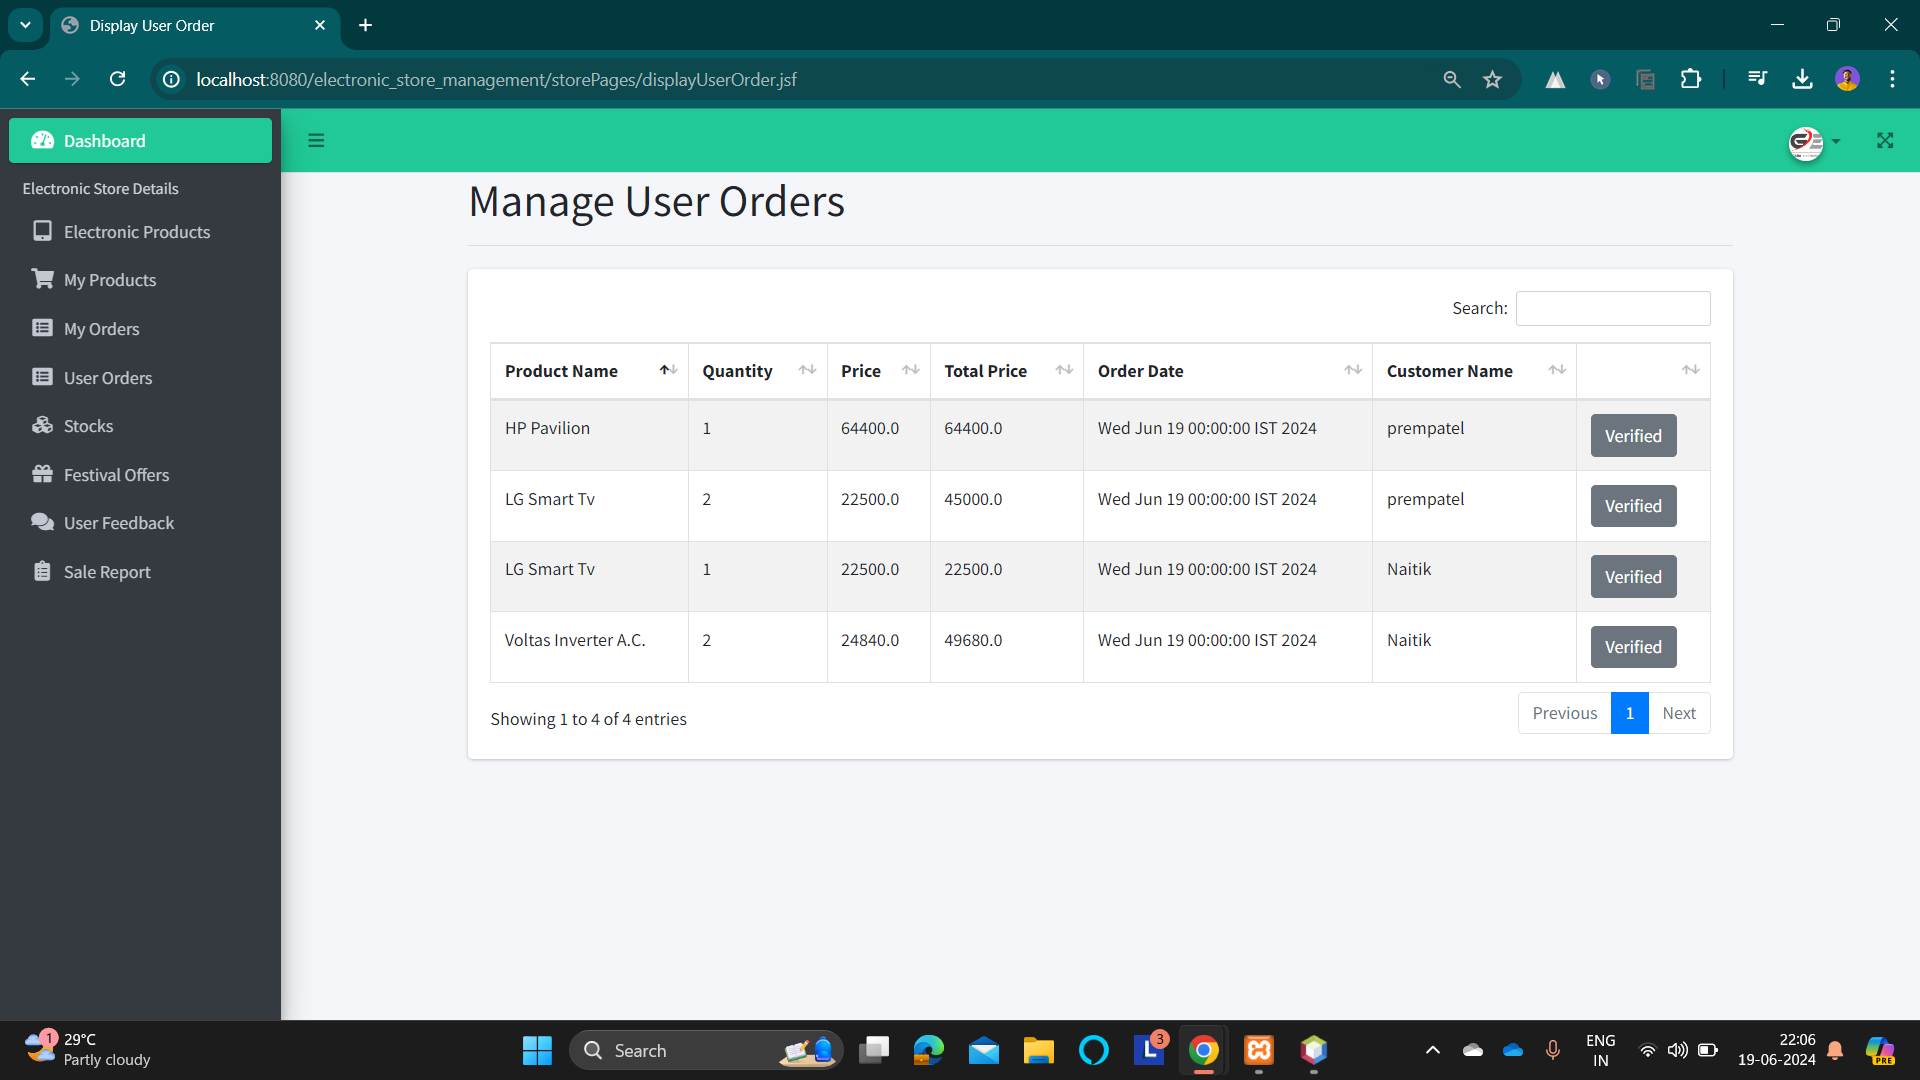 Display User Order
localhost:8080/electronic_store_management/storePages/displayUserOrder.jsf
Dashboard
Electronic Store Details
Electronic Products
My Products
My Orders
User Orders
Stocks
Festival Offers
User Feedback
Sale Report
Manage User Orders
Search:
Product Name Quantity Price Total Price Order Date Customer Name
HP Pavilion 1 64400.0 64400.0 Wed Jun 19 00:00:00 IST 2024 prempatel Verified
LG Smart Tv 2 22500.0 45000.0 Wed Jun 19 00:00:00 IST 2024 prempatel Verified
LG Smart Tv 1 22500.0 22500.0 Wed Jun 19 00:00:00 IST 2024 Naitik Verified
Voltas Inverter A.C. 2 24840.0 49680.0 Wed Jun 19 00:00:00 IST 2024 Naitik Verified
Showing 1 to 4 of 4 entries
Previous 1 Next
1
29°C
Partly cloudy
Search
L 3
ENG
IN
22:06
19-06-2024
PRE